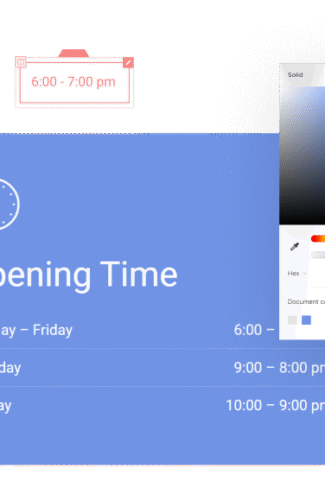 Solid
6:00 - 7:00 pm
pening Time
Hex
Document c
ay – Friday 6:00 –
day 9:00 – 8:00 pm
ay 10:00 – 9:00 pm